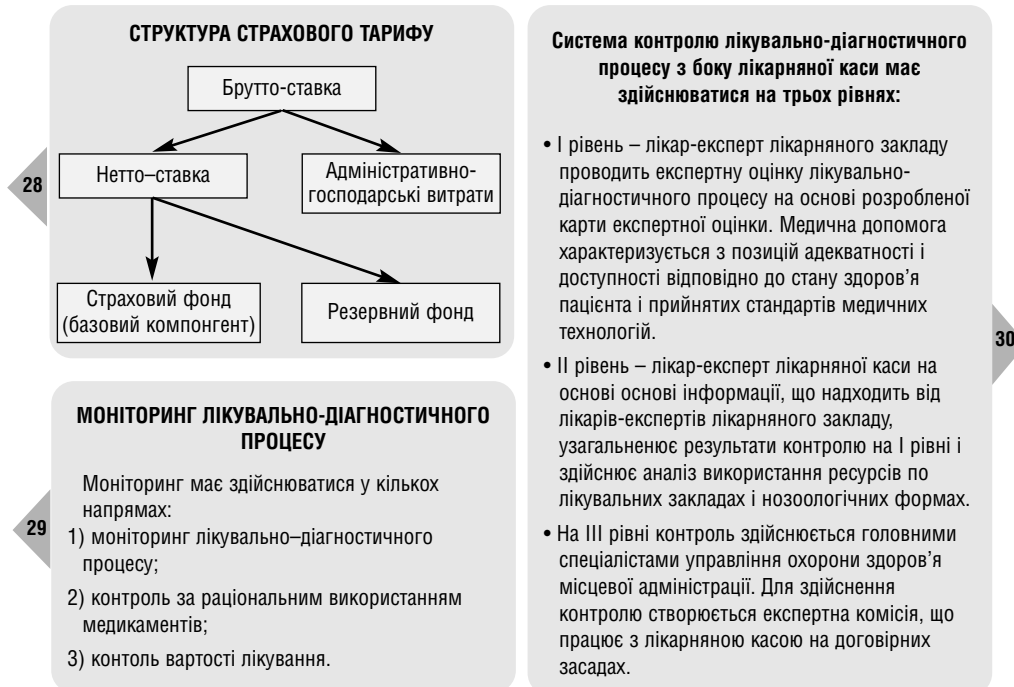 СТРУКТУРА СТРАХОВОГО ТАРИФУ
Брутто-ставка
Нетто–ставка
Адміністративно-
господарські витрати
Страховий фонд
(базовий компонгент)
Резервний фонд
28
МОНІТОРИНГ ЛІКУВАЛЬНО-ДІАГНОСТИЧНОГО
ПРОЦЕСУ
Моніторинг має здійснюватися у кількох
напрямах:
1) моніторинг лікувально–діагностичного
процесу;
2) контроль за раціональним використанням
медикаментів;
3) контоль вартості лікування.
29
Система контролю лікувально-діагностичного
процесу з боку лікарняної каси має
здійснюватися на трьох рівнях:
• І рівень – лікар-експерт лікарняного закладу
проводить експертну оцінку лікувально-
діагностичного процесу на основі розробленої
карти експертної оцінки. Медична допомога
характеризується з позицій адекватності і
доступності відповідно до стану здоров’я
пацієнта і прийнятих стандартів медичних
технологій.
• ІІ рівень – лікар-експерт лікарняної каси на
основі основі інформації, що надходить від
лікарів-експертів лікарняного закладу,
узагальненює результати контролю на І рівні і
здійснює аналіз використання ресурсів по
лікувальних закладах і нозоологічних формах.
• На ІІІ рівні контроль здійснюється головними
спеціалістами управління охорони здоров’я
місцевої адміністрації. Для здійснення
контролю створюється експертна комісія, що
працює з лікарняною касою на договірних
засадах.
30